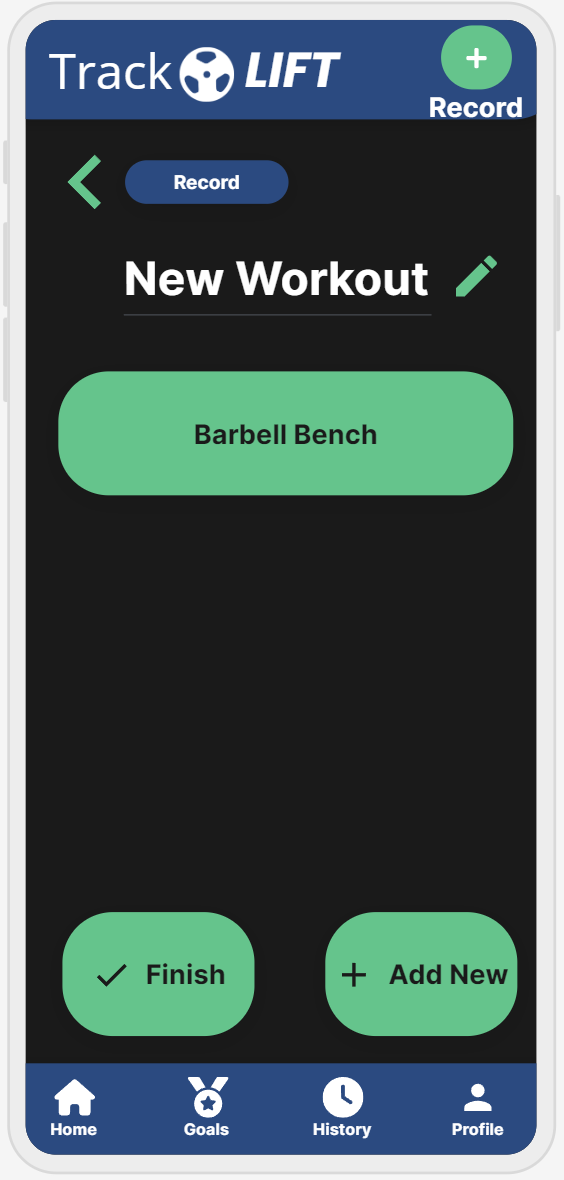 Track LIFT
Record
Record
New Workout
Barbell Bench
Finish
Add New
Home
Goals
History
Profile